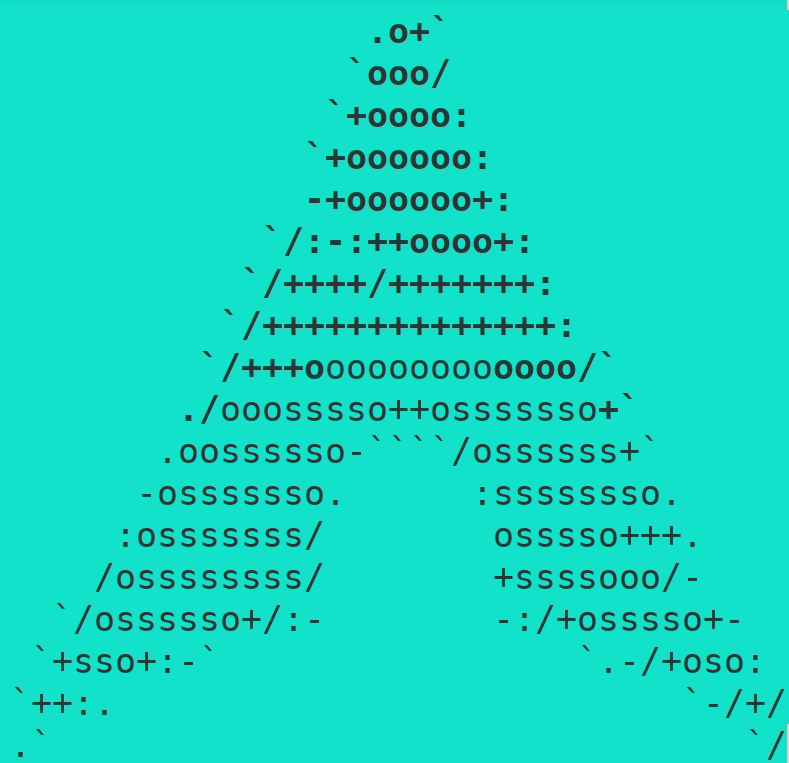 .o+`
                 `ooo/
                `+oooo:
               `+oooooo:
               -+oooooo+:
             `/:-:++oooo+:
            `/++++/+++++++:
           `/++++++++++++++:
          `/+++ooooooooooooo/`
         ./ooosssso++osssssso+`
        .oossssso-````/ossssss+`
       -osssssso.      :ssssssso.
      :osssssss/        osssso+++.
     /ossssssss/        +ssssooo/-
   `/ossssso+/:-        -:/+osssso+-
  `+sso+:-`                 `.-/+oso:
 `++:.                           `-/+/
 .`                                 `/